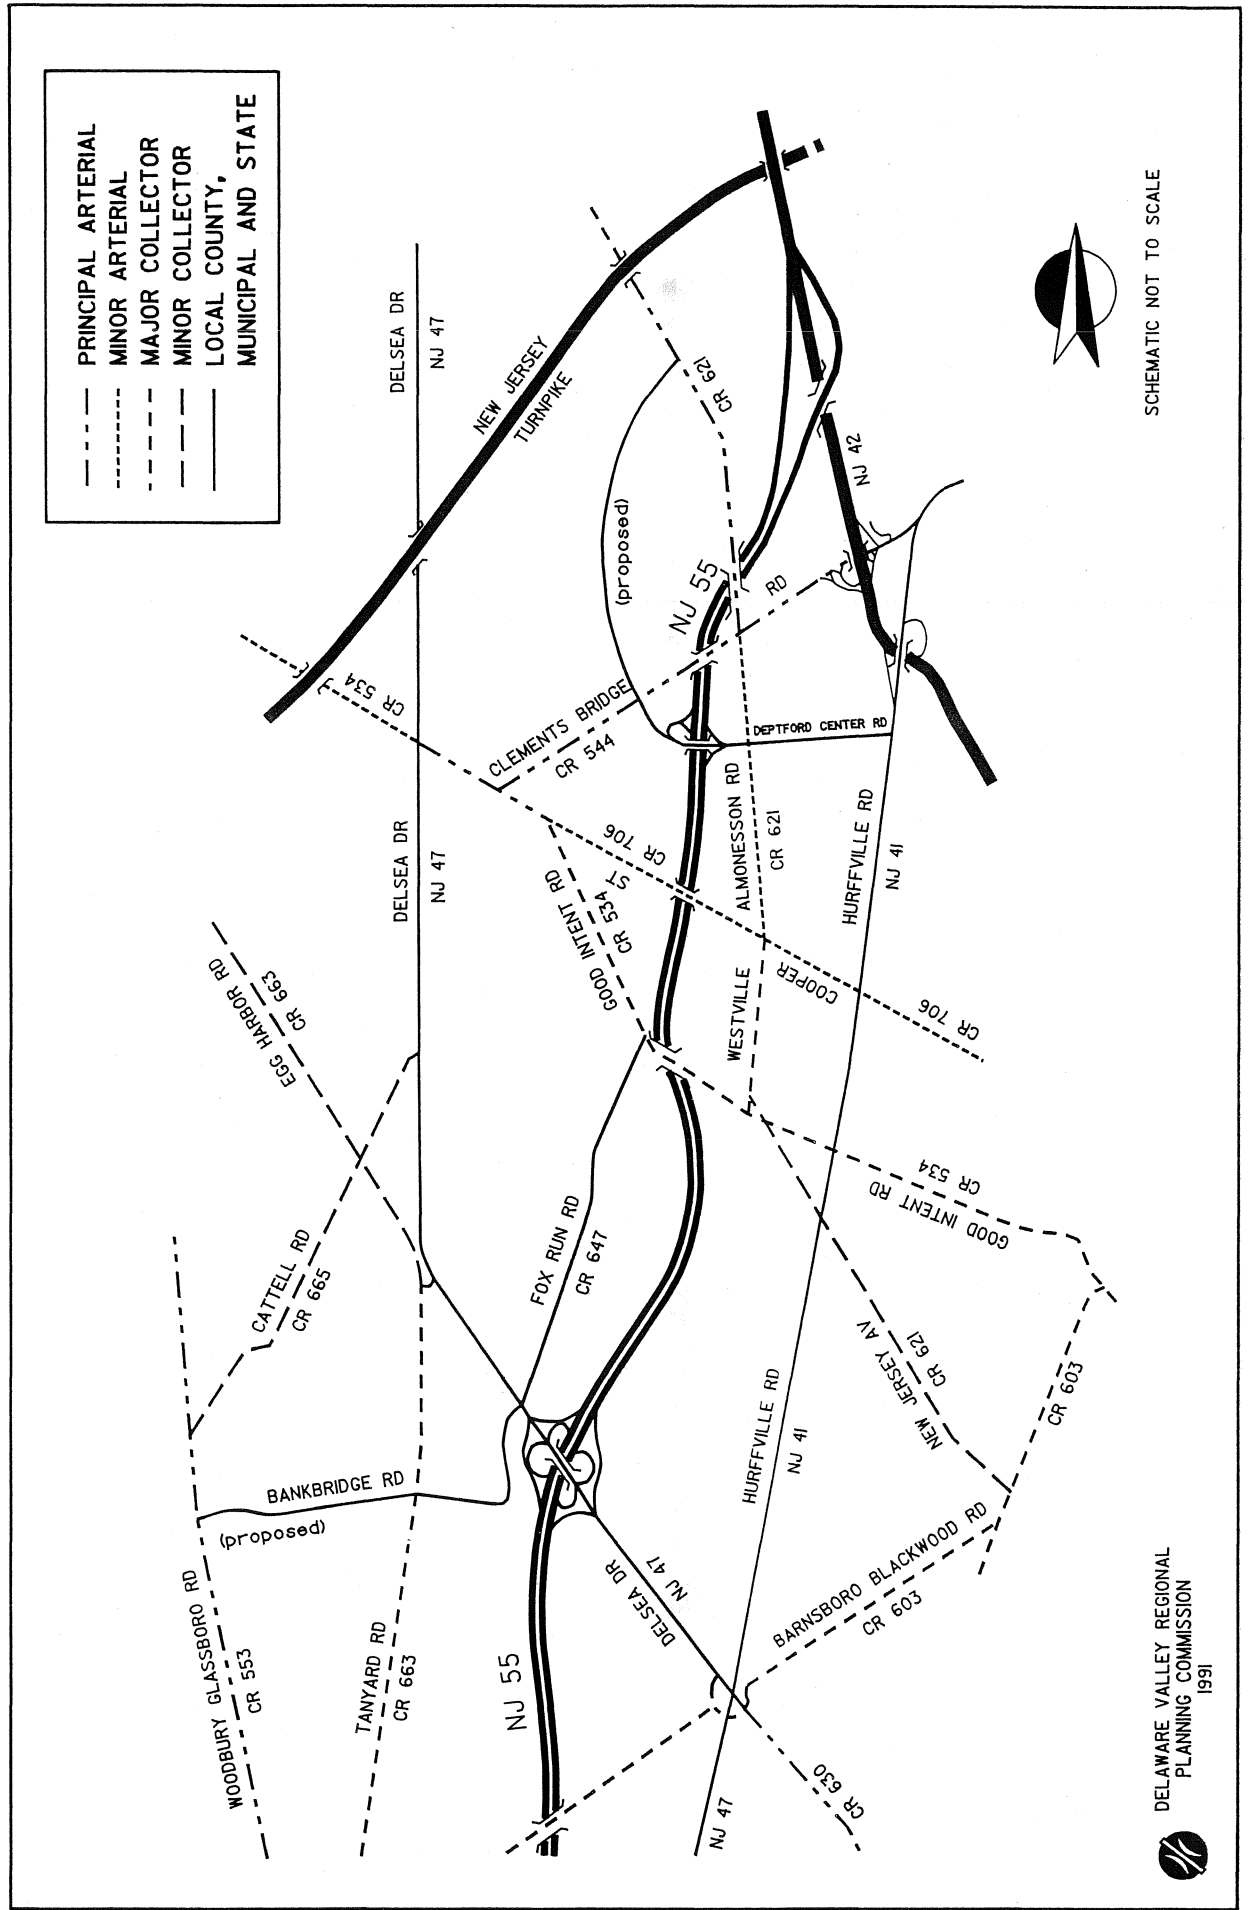 PRINCIPAL ARTERIAL
MINOR ARTERIAL
MAJOR COLLECTOR
MINOR COLLECTOR
LOCAL COUNTY,
MUNICIPAL AND STATE
DELSEA DR
NJ 47
NEW JERSEY
TURNPIKE
CR 621
NJ 42
SCHEMATIC NOT TO SCALE
(proposed)
NJ 55
RD
CR 534
CLEMENTS BRIDGE
CR 544
DEPTFORD CENTER RD
DELSEA DR
NJ 47
CR 706
ST
GOOD INTENT RD
CR 534
ALMONESSON RD
CR 621
HURFFVILLE RD
NJ 41
EGG HARBOR RD
CR 663
WESTVILLE
COOPER
CR 706
CATTELL RD
CR 665
FOX RUN RD
CR 647
CR 534
GOOD INTENT RD
NEW JERSEY AV
CR 621
CR 603
HURFFVILLE RD
NJ 41
BANKBRIDGE RD
(proposed)
WOODBURY GLASSBORO RD
CR 553
TANYARD RD
CR 663
NJ 55
DELSEA DR
NJ 47
BARNSBORO BLACKWOOD RD
CR 603
NJ 47
CR 630
DELAWARE VALLEY REGIONAL
PLANNING COMMISSION
1991